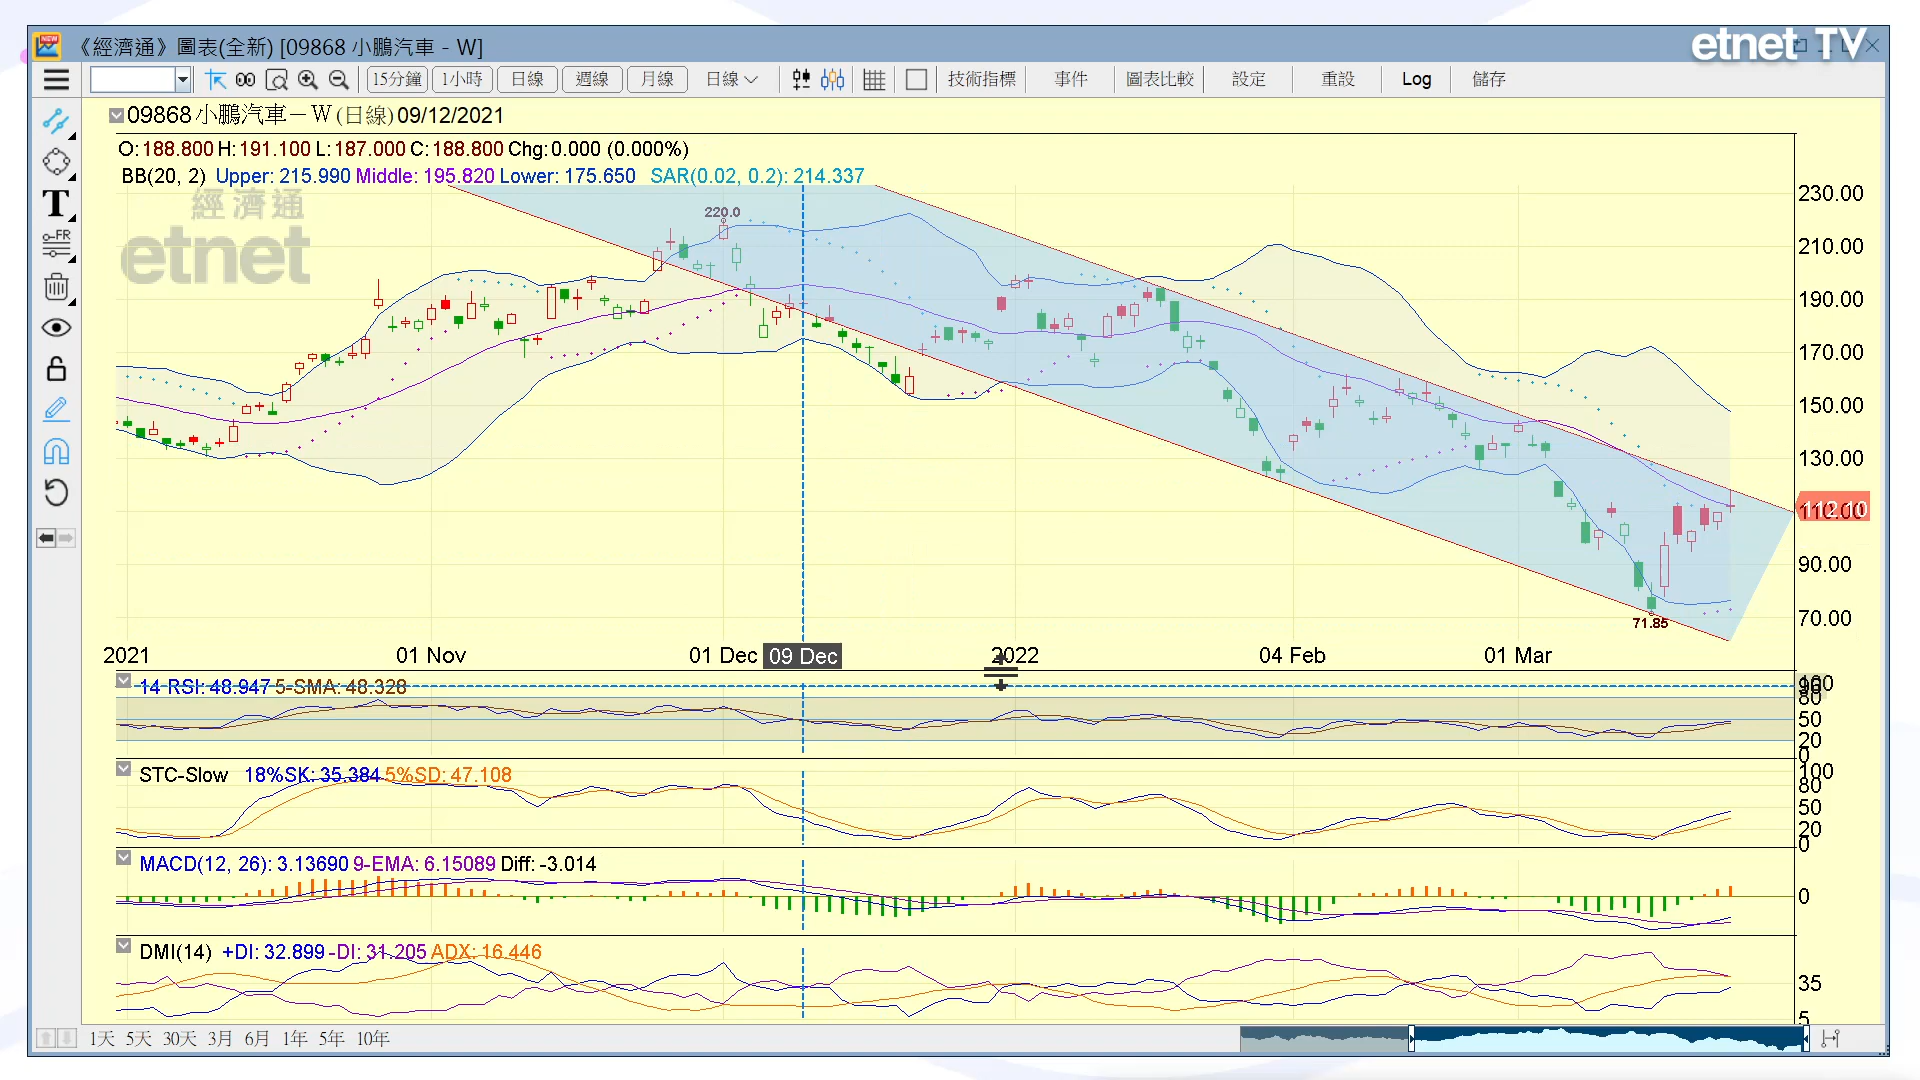 《經濟通》圖表(全新) [09868 小鵬汽車 - W]
etnet TV
15分鐘 1小時 日線 週線 月線 日線 技術指標 事件 圖表比較 設定 重設 Log 儲存
09868 小鵬汽車－W (日線) 09/12/2021
O: 188.800 H: 191.100 L: 187.000 C: 188.800 Chg: 0.000 (0.000%)
BB(20, 2) Upper: 215.990 Middle: 195.820 Lower: 175.650 SAR(0.02, 0.2): 214.337
經濟通
etnet
T
FR
220.0
71.85
230.00
210.00
190.00
170.00
150.00
130.00
112.10
110.00
90.00
70.00
2021 01 Nov 01 Dec 09 Dec 2022 04 Feb 01 Mar
14 RSI: 48.947 5-SMA: 48.328
100
80
50
20
0
STC-Slow 18%SK: 35.384 5%SD: 47.108
100
80
50
20
0
MACD(12, 26): 3.13690 9-EMA: 6.15089 Diff: -3.014
0
DMI(14) +DI: 32.899 -DI: 31.205 ADX: 16.446
35
5
1天 5天 30天 3月 6月 1年 5年 10年